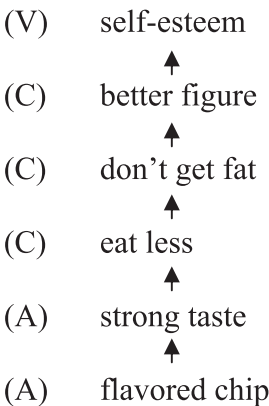 (V) self-esteem
(C) better figure
(C) don't get fat
(C) eat less
(A) strong taste
(A) flavored chip